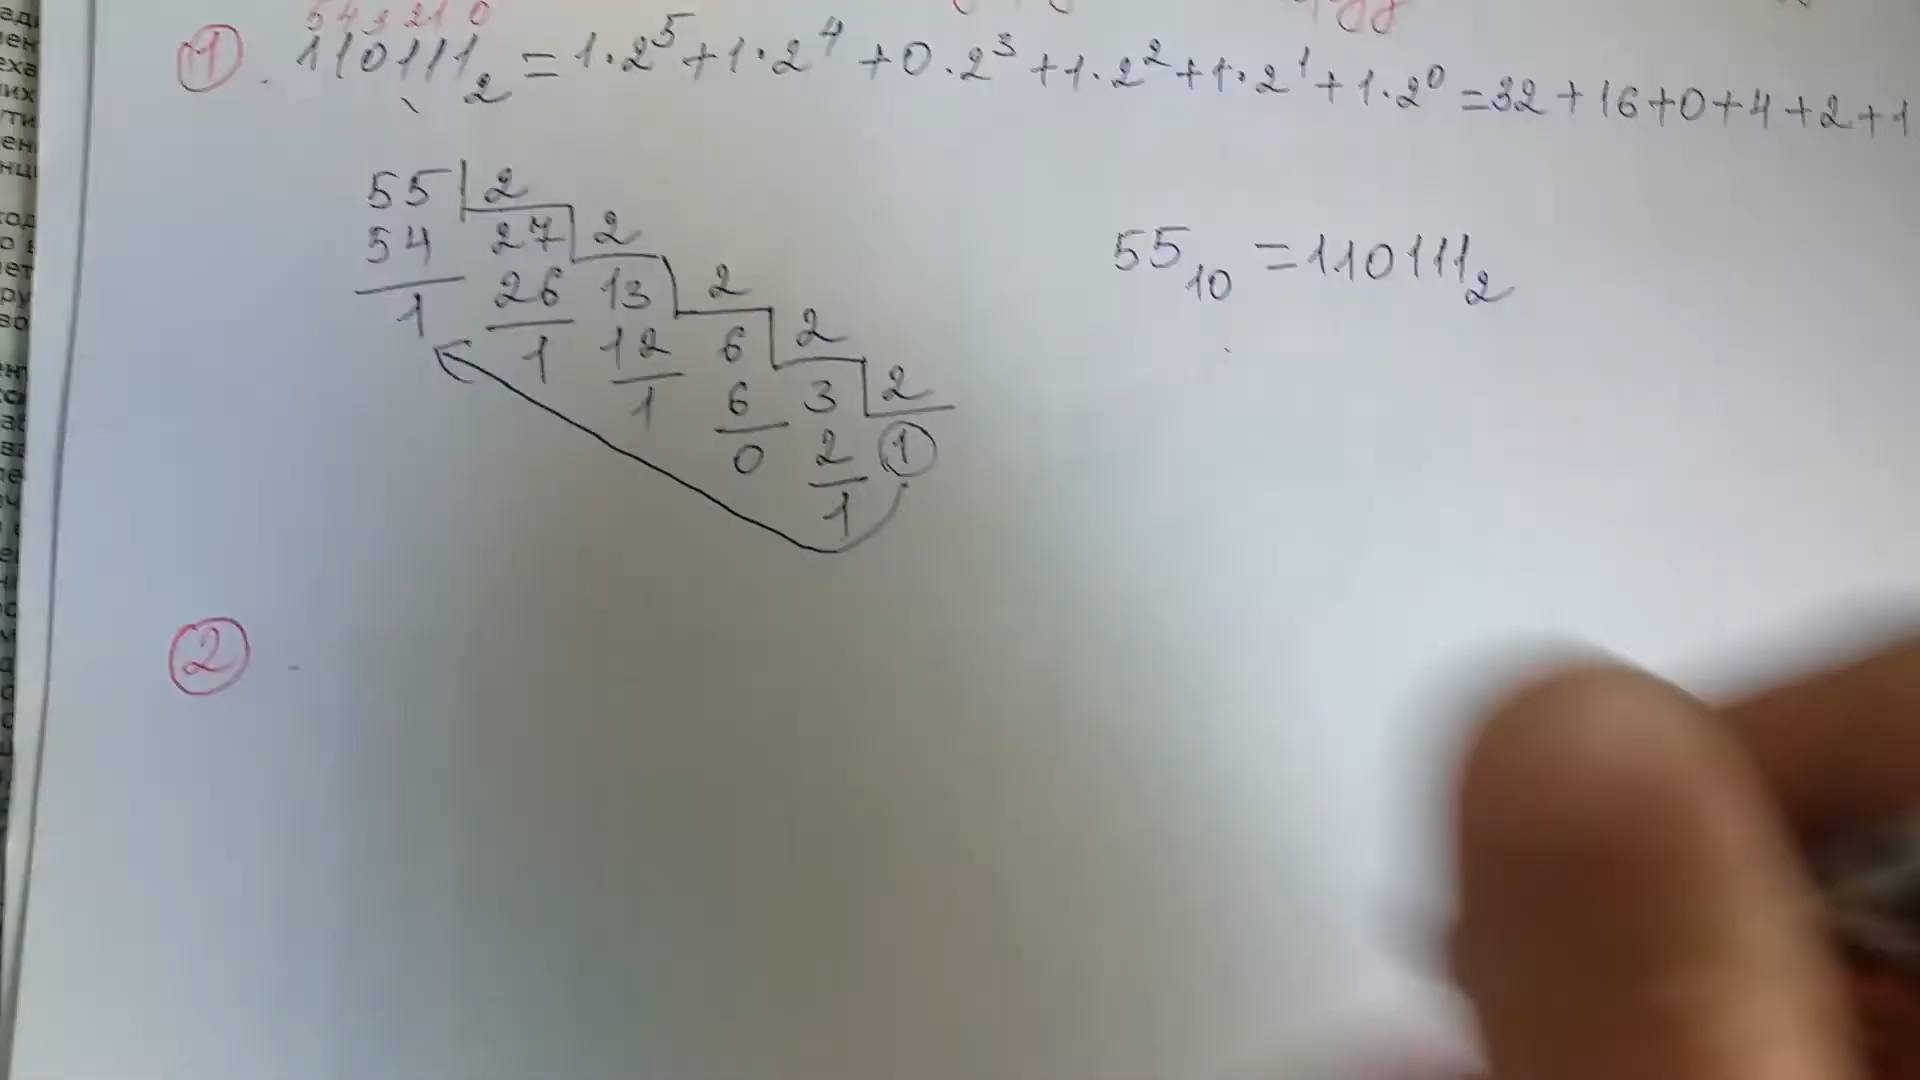 5 4 3 2 1 0
1 . 110111₂ = 1·2⁵+1·2⁴+0·2³+1·2²+1·2¹+1·2⁰=32+16+0+4+2+1
55 2
54 27 2
1 26 13 2
1 12 6 2
1 6 3 2
0 2 1
1
55₁₀ =110111₂
2